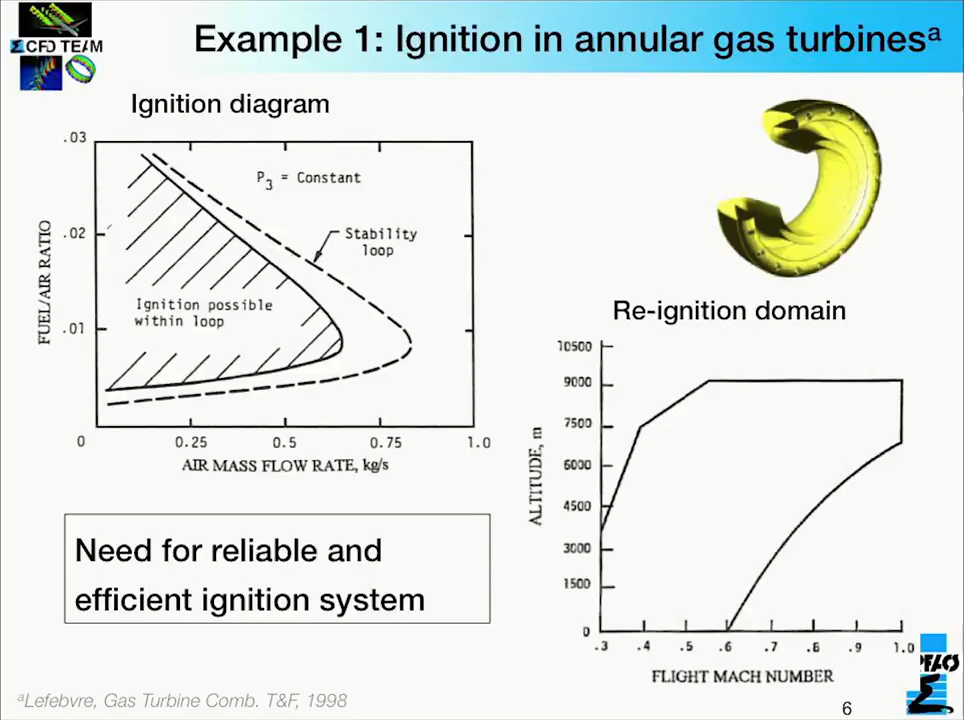 CFD TEAM
Example 1: Ignition in annular gas turbinesᵃ
Ignition diagram
.03
.02
.01
0
FUEL/AIR RATIO
P₃ = Constant
Stability
loop
Ignition possible
within loop
0.25
0.5
0.75
1.0
AIR MASS FLOW RATE, kg/s
Re-ignition domain
10500
9000
7500
6000
4500
3000
1500
0
ALTITUDE, m
.3
.4
.5
.6
.7
.8
.9
1.0
FLIGHT MACH NUMBER
Need for reliable and
efficient ignition system
ᵃLefebvre, Gas Turbine Comb. T&F, 1998
6